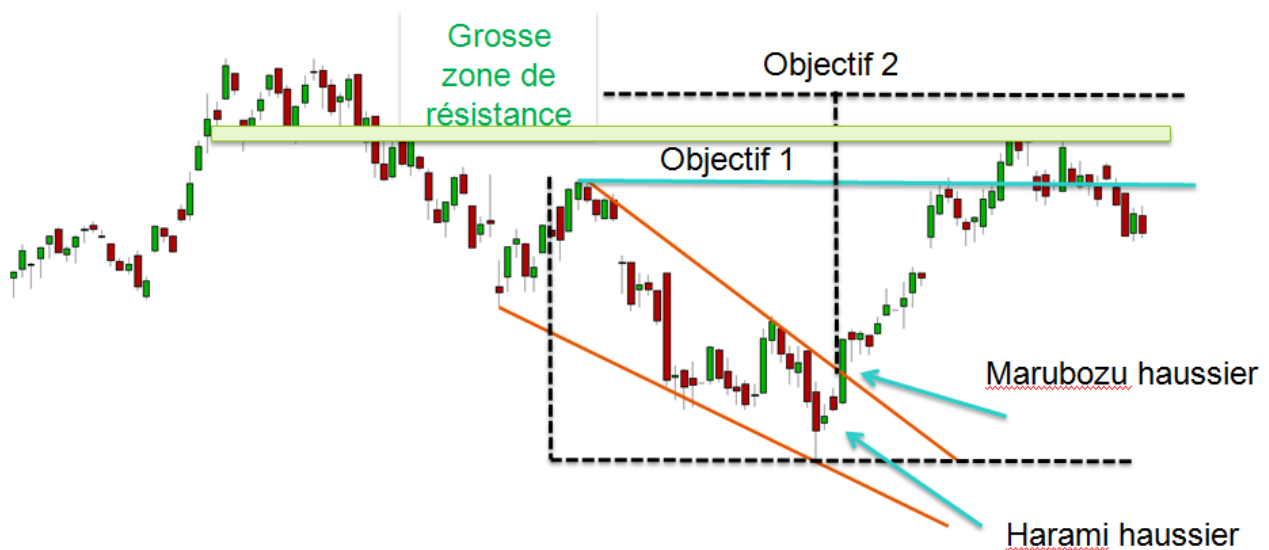 Grosse
zone de
résistance
Objectif 2
Objectif 1
Marubozu haussier
Harami haussier